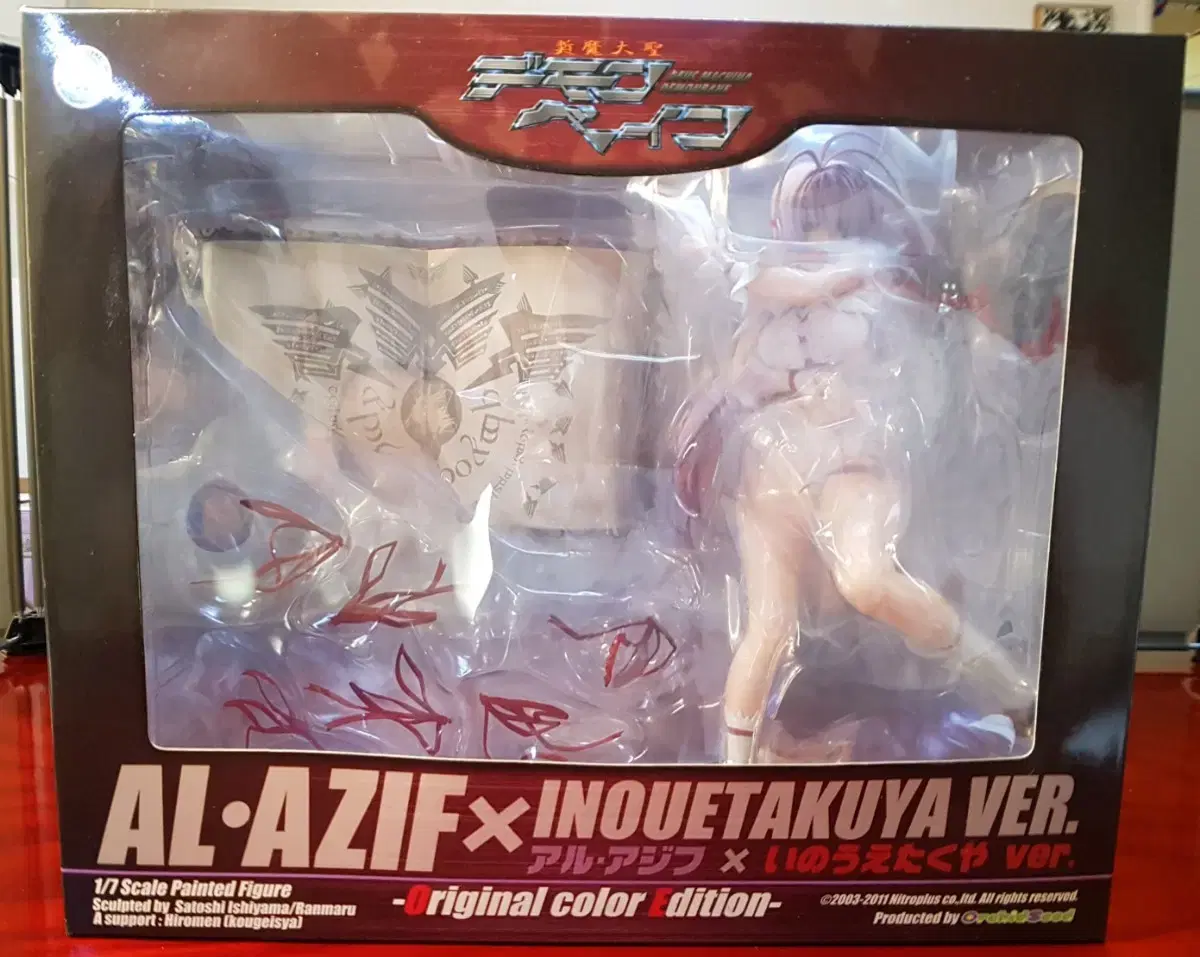 斬魔大聖
デモンベイン
DEUS MACHINA
DEMONBANE
AL・AZIF×INOUETAKUYA VER.
アル・アジフ × いのうえたくや ver.
-Original color Edition-
1/7 Scale Painted Figure
Sculpted by Satoshi Ishiyama/Ranmaru
A support : Hiromen (kougeisya)
©2003-2011 Nitroplus co.,ltd. All rights reserved.
Produced by OrchidSeed